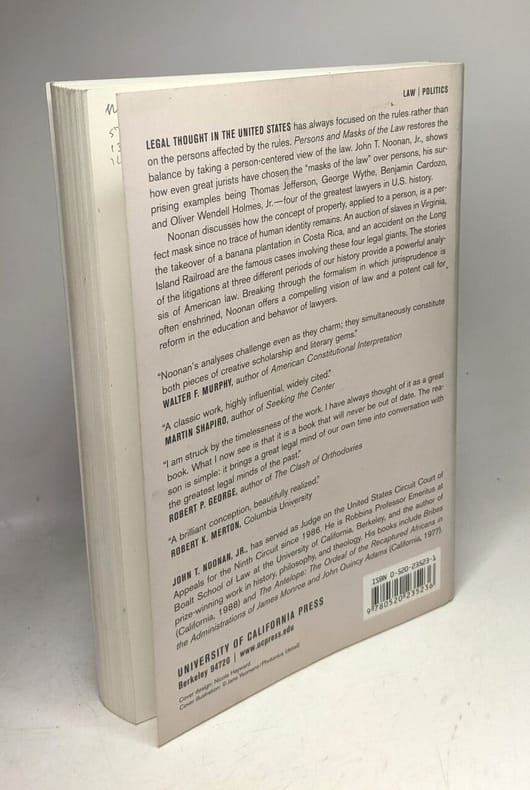 LAW | POLITICS
LEGAL THOUGHT IN THE UNITED STATES has always focused on the rules rather than
on the persons affected by the rules. Persons and Masks of the Law restores the
balance by taking a person-centered view of the law. John T. Noonan, Jr., shows
how even great jurists have chosen the "masks of the law" over persons, his sur-
prising examples being Thomas Jefferson, George Wythe, Benjamin Cardozo,
and Oliver Wendell Holmes, Jr.—four of the greatest lawyers in U.S. history.
Noonan discusses how the concept of property, applied to a person, is a per-
fect mask since no trace of human identity remains. An auction of slaves in Virginia,
the takeover of a banana plantation in Costa Rica, and an accident on the Long
Island Railroad are the famous cases involving these four legal giants. The stories
of the litigations at three different periods of our history provide a powerful analy-
sis of American law. Breaking through the formalism in which jurisprudence is
often enshrined, Noonan offers a compelling vision of law and a potent call for
reform in the education and behavior of lawyers.
"Noonan's analyses challenge even as they charm; they simultaneously constitute
both pieces of creative scholarship and literary gems."
WALTER F. MURPHY, author of American Constitutional Interpretation
"A classic work, highly influential, widely cited."
MARTIN SHAPIRO, author of Seeking the Center
"I am struck by the timelessness of the work. I have always thought of it as a great
book. What I now see is that it is a book that will never be out of date. The rea-
son is simple: it brings a great legal mind of our own time into conversation with
the greatest legal minds of the past."
ROBERT P. GEORGE, author of The Clash of Orthodoxies
"A brilliant conception, beautifully realized."
ROBERT K. MERTON, Columbia University
JOHN T. NOONAN, JR., has served as Judge on the United States Circuit Court of
Appeals for the Ninth Circuit since 1986. He is Robbins Professor Emeritus at
Boalt School of Law at the University of California, Berkeley, and the author of
prize-winning work in history, philosophy, and theology. His books include Bribes
(California, 1988) and The Antelope: The Ordeal of the Recaptured Africans in
the Administrations of James Monroe and John Quincy Adams (California, 1977).
UNIVERSITY OF CALIFORNIA PRESS
Berkeley 94720 | www.ucpress.edu
Cover design: Nicole Hayward
Cover illustration: © Jane Yeomans/Photonica (detail)
ISBN 0-520-23523-1
9 780520 235236